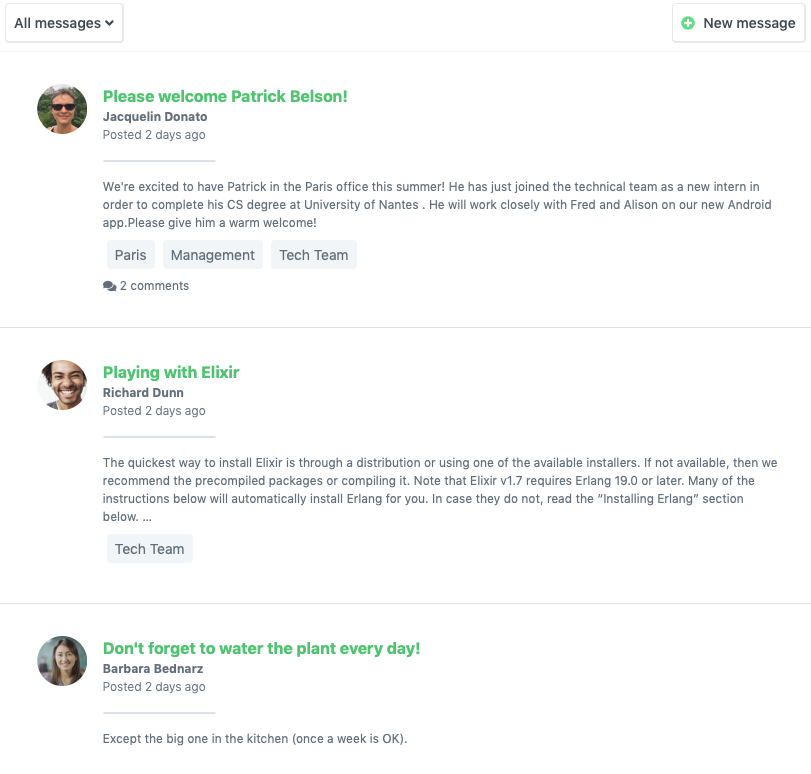 All messages
New message
Please welcome Patrick Belson!
Jacquelin Donato
Posted 2 days ago
We're excited to have Patrick in the Paris office this summer! He has just joined the technical team as a new intern in
order to complete his CS degree at University of Nantes . He will work closely with Fred and Alison on our new Android
app.Please give him a warm welcome!
Paris Management Tech Team
2 comments
Playing with Elixir
Richard Dunn
Posted 2 days ago
The quickest way to install Elixir is through a distribution or using one of the available installers. If not available, then we
recommend the precompiled packages or compiling it. Note that Elixir v1.7 requires Erlang 19.0 or later. Many of the
instructions below will automatically install Erlang for you. In case they do not, read the “Installing Erlang” section
below. ...
Tech Team
Don't forget to water the plant every day!
Barbara Bednarz
Posted 2 days ago
Except the big one in the kitchen (once a week is OK).